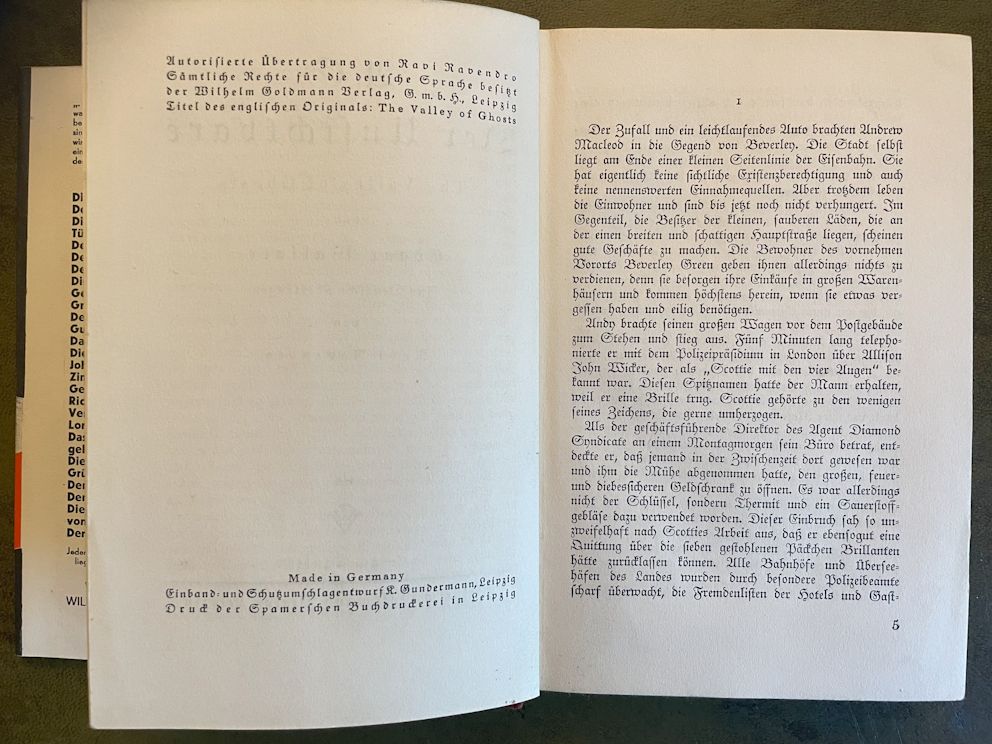 Autorisierte Übertragung von Ravi Ravendro
Sämtliche Rechte für die deutsche Sprache besitzt
der Wilhelm Goldmann Verlag, G. m. b. H., Leipzig
Titel des englischen Originals: The Valley of Ghosts
Made in Germany
Einband- und Schutzumschlagentwurf K. Gundermann, Leipzig
Druck der Spamerschen Buchdruckerei in Leipzig
WIL
I
Der Zufall und ein leichtlaufendes Auto brachten Andrew
Macleod in die Gegend von Beverley. Die Stadt selbst
liegt am Ende einer kleinen Seitenlinie der Eisenbahn. Sie
hat eigentlich keine sichtliche Existenzberechtigung und auch
keine nennenswerten Einnahmequellen. Aber trotzdem leben
die Einwohner und sind bis jetzt noch nicht verhungert. Im
Gegenteil, die Besitzer der kleinen, sauberen Läden, die an
der einen breiten und schattigen Hauptstraße liegen, scheinen
gute Geschäfte zu machen. Die Bewohner des vornehmen
Vororts Beverley Green geben ihnen allerdings nichts zu
verdienen, denn sie besorgen ihre Einkäufe in großen Waren-
häusern und kommen höchstens herein, wenn sie etwas ver-
gessen haben und eilig benötigen.
Andy brachte seinen großen Wagen vor dem Postgebäude
zum Stehen und stieg aus. Fünf Minuten lang telepho-
nierte er mit dem Polizeipräsidium in London über Allison
John Wicker, der als „Scottie mit den vier Augen“ be-
kannt war. Diesen Spitznamen hatte der Mann erhalten,
weil er eine Brille trug. Scottie gehörte zu den wenigen
seines Zeichens, die gerne umherzogen.
Als der geschäftsführende Direktor des Agent Diamond
Syndicate an einem Montagmorgen sein Büro betrat, ent-
deckte er, daß jemand in der Zwischenzeit dort gewesen war
und ihm die Mühe abgenommen hatte, den großen, feuer-
und diebessicheren Geldschrank zu öffnen. Es war allerdings
nicht der Schlüssel, sondern Thermit und ein Sauerstoff-
gebläse dazu verwendet worden. Dieser Einbruch sah so un-
zweifelhaft nach Scotties Arbeit aus, daß er ebensogut eine
Quittung über die sieben gestohlenen Päckchen Brillanten
hätte zurücklassen können. Alle Bahnhöfe und Übersee-
häfen des Landes wurden durch besondere Polizeibeamte
scharf überwacht, die Fremdenlisten der Hotels und Gast-
5